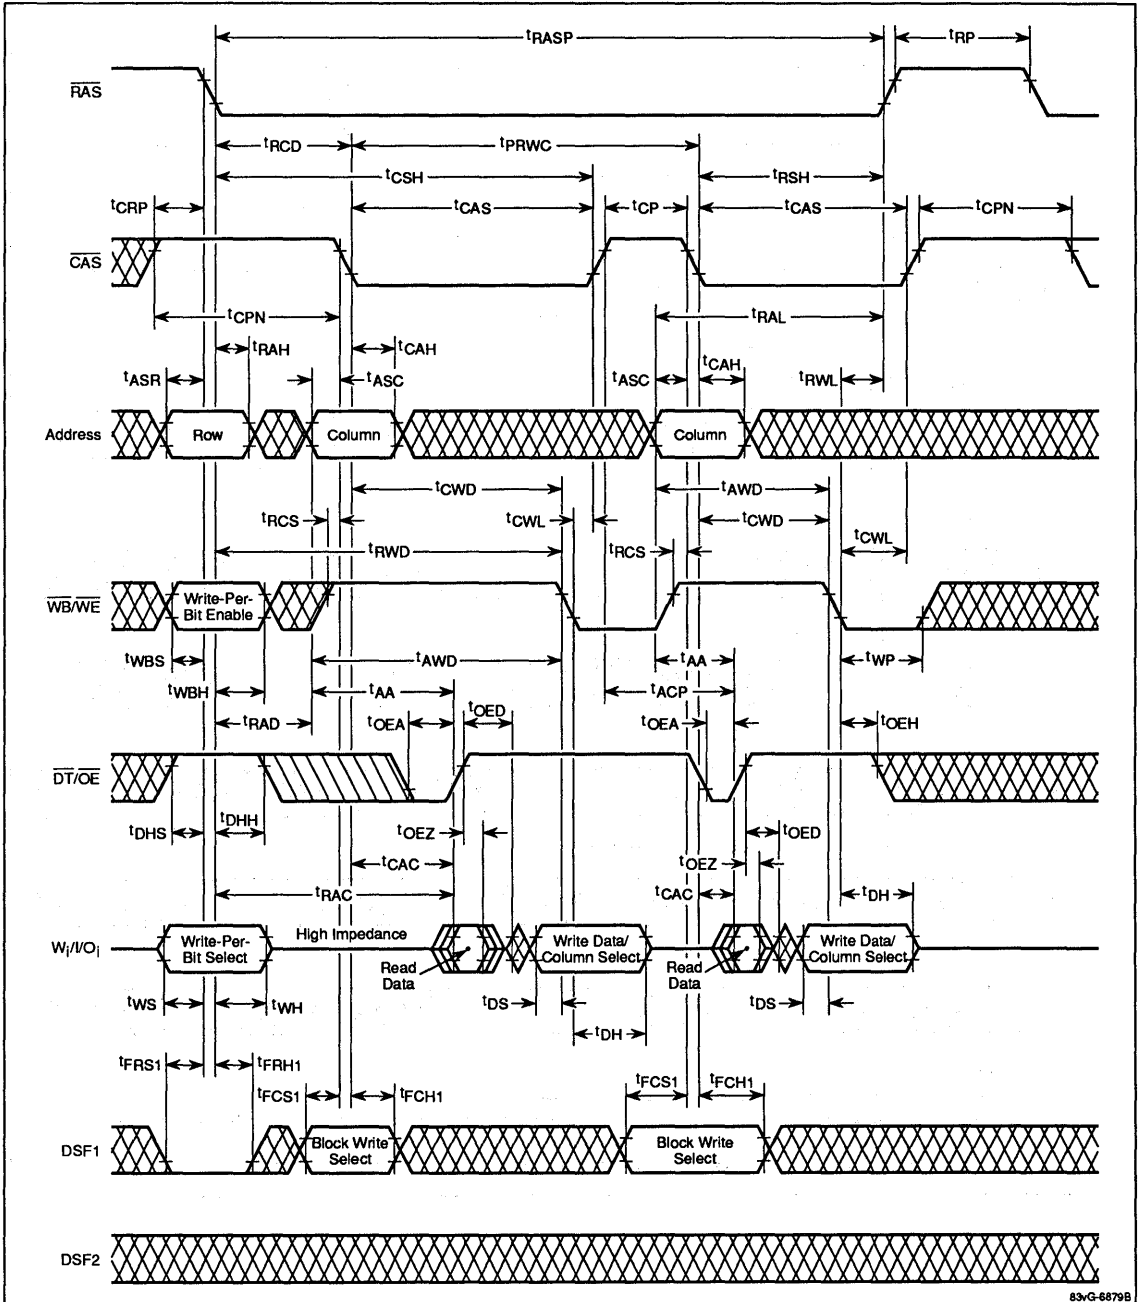 tRASP
tRP
RAS
tRCD
tPRWC
tCSH
tRSH
tCRP
tCAS
tCP
tCAS
tCPN
CAS
tCPN
tRAL
tRAH
tCAH
tCAH
tASR
tASC
tASC
tRWL
Address
Row
Column
Column
tCWD
tAWD
tRCS
tCWL
tCWD
tRWD
tRCS
tCWL
WB/WE
Write-Per-
Bit Enable
tWBS
tAWD
tAA
tWP
tWBH
tAA
tACP
tRAD
tOEA
tOED
tOEA
tOEH
DT/OE
tDHS
tDHH
tOEZ
tOED
tCAC
tOEZ
tRAC
tCAC
tDH
Wi/I/Oi
Write-Per-
Bit Select
High Impedance
Read
Data
Write Data/
Column Select
Read
Data
Write Data/
Column Select
tWS
tWH
tDS
tDS
tDH
tFRS1
tFRH1
tFCS1
tFCH1
tFCS1
tFCH1
DSF1
Block Write
Select
Block Write
Select
DSF2
83vG-6879B